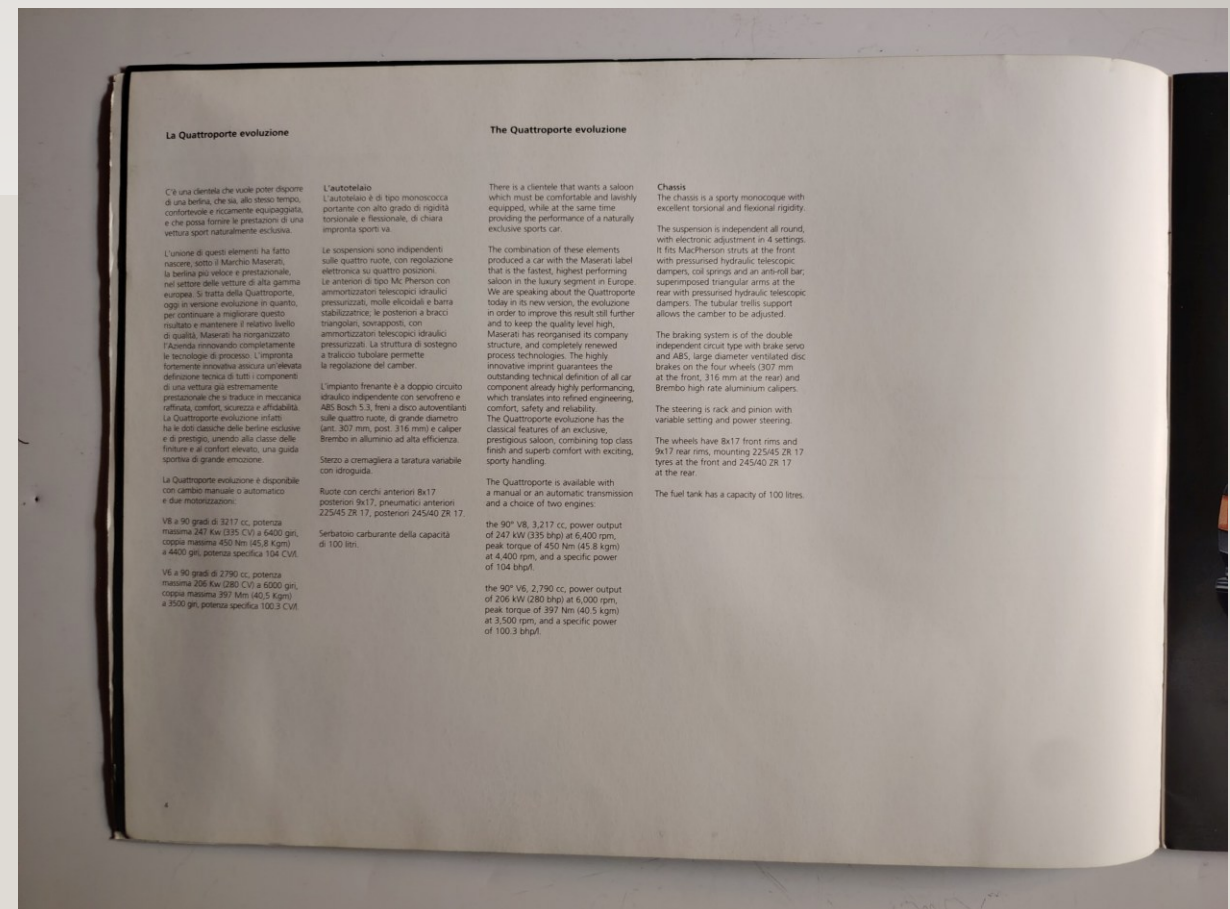 La Quattroporte evoluzione
C'è una clientela che vuole poter disporre
di una berlina, che sia, allo stesso tempo,
confortevole e riccamente equipaggiata,
e che possa fornire le prestazioni di una
vettura sport naturalmente esclusiva.
L'unione di questi elementi ha fatto
nascere, sotto il Marchio Maserati,
la berlina più veloce e prestazionale,
nel settore delle vetture di alta gamma
europea. Si tratta della Quattroporte,
oggi in versione evoluzione in quanto,
per continuare a migliorare questo
risultato e mantenere il relativo livello
di qualità, Maserati ha riorganizzato
l'Azienda rinnovando completamente
le tecnologie di processo. L'impronta
fortemente innovativa assicura un'elevata
definizione tecnica di tutti i componenti
di una vettura già estremamente
prestazionale che si traduce in meccanica
raffinata, comfort, sicurezza e affidabilità.
La Quattroporte evoluzione infatti
ha le doti classiche delle berline esclusive
e di prestigio, unendo alla classe delle
finiture e al confort elevato, una guida
sportiva di grande emozione.
La Quattroporte evoluzione è disponibile
con cambio manuale o automatico
e due motorizzazioni:
V8 a 90 gradi di 3217 cc, potenza
massima 247 Kw (335 CV) a 6400 giri,
coppia massima 450 Nm (45,8 Kgm)
a 4400 giri, potenza specifica 104 CV/l.
V6 a 90 gradi di 2790 cc, potenza
massima 206 Kw (280 CV) a 6000 giri,
coppia massima 397 Mm (40,5 Kgm)
a 3500 giri, potenza specifica 100.3 CV/l.
L'autotelaio
L'autotelaio è di tipo monoscocca
portante con alto grado di rigidità
torsionale e flessionale, di chiara
impronta sporti va.
Le sospensioni sono indipendenti
sulle quattro ruote, con regolazione
elettronica su quattro posizioni.
Le anteriori di tipo Mc Pherson con
ammortizzatori telescopici idraulici
pressurizzati, molle elicoidali e barra
stabilizzatrice; le posteriori a bracci
triangolari, sovrapposti, con
ammortizzatori telescopici idraulici
pressurizzati. La struttura di sostegno
a traliccio tubolare permette
la regolazione del camber.
L'impianto frenante è a doppio circuito
idraulico indipendente con servofreno e
ABS Bosch 5.3, freni a disco autoventilanti
sulle quattro ruote, di grande diametro
(ant. 307 mm, post. 316 mm) e caliper
Brembo in alluminio ad alta efficienza.
Sterzo a cremagliera a taratura variabile
con idroguida.
Ruote con cerchi anteriori 8x17
posteriori 9x17, pneumatici anteriori
225/45 ZR 17, posteriori 245/40 ZR 17.
Serbatoio carburante della capacità
di 100 litri.
The Quattroporte evoluzione
There is a clientele that wants a saloon
which must be comfortable and lavishly
equipped, while at the same time
providing the performance of a naturally
exclusive sports car.
The combination of these elements
produced a car with the Maserati label
that is the fastest, highest performing
saloon in the luxury segment in Europe.
We are speaking about the Quattroporte
today in its new version, the evoluzione
in order to improve this result still further
and to keep the quality level high,
Maserati has reorganised its company
structure, and completely renewed
process technologies. The highly
innovative imprint guarantees the
outstanding technical definition of all car
component already highly performancing,
which translates into refined engineering,
comfort, safety and reliability.
The Quattroporte evoluzione has the
classical features of an exclusive,
prestigious saloon, combining top class
finish and superb comfort with exciting,
sporty handling.
The Quattroporte is available with
a manual or an automatic transmission
and a choice of two engines:
the 90° V8, 3,217 cc, power output
of 247 kW (335 bhp) at 6,400 rpm,
peak torque of 450 Nm (45.8 kgm)
at 4,400 rpm, and a specific power
of 104 bhp/l.
the 90° V6, 2,790 cc, power output
of 206 kW (280 bhp) at 6,000 rpm,
peak torque of 397 Nm (40.5 kgm)
at 3,500 rpm, and a specific power
of 100.3 bhp/l.
Chassis
The chassis is a sporty monocoque with
excellent torsional and flexional rigidity.
The suspension is independent all round,
with electronic adjustment in 4 settings.
It fits MacPherson struts at the front
with pressurised hydraulic telescopic
dampers, coil springs and an anti-roll bar;
superimposed triangular arms at the
rear with pressurised hydraulic telescopic
dampers. The tubular trellis support
allows the camber to be adjusted.
The braking system is of the double
independent circuit type with brake servo
and ABS, large diameter ventilated disc
brakes on the four wheels (307 mm
at the front, 316 mm at the rear) and
Brembo high rate aluminium calipers.
The steering is rack and pinion with
variable setting and power steering.
The wheels have 8x17 front rims and
9x17 rear rims, mounting 225/45 ZR 17
tyres at the front and 245/40 ZR 17
at the rear.
The fuel tank has a capacity of 100 litres.
4